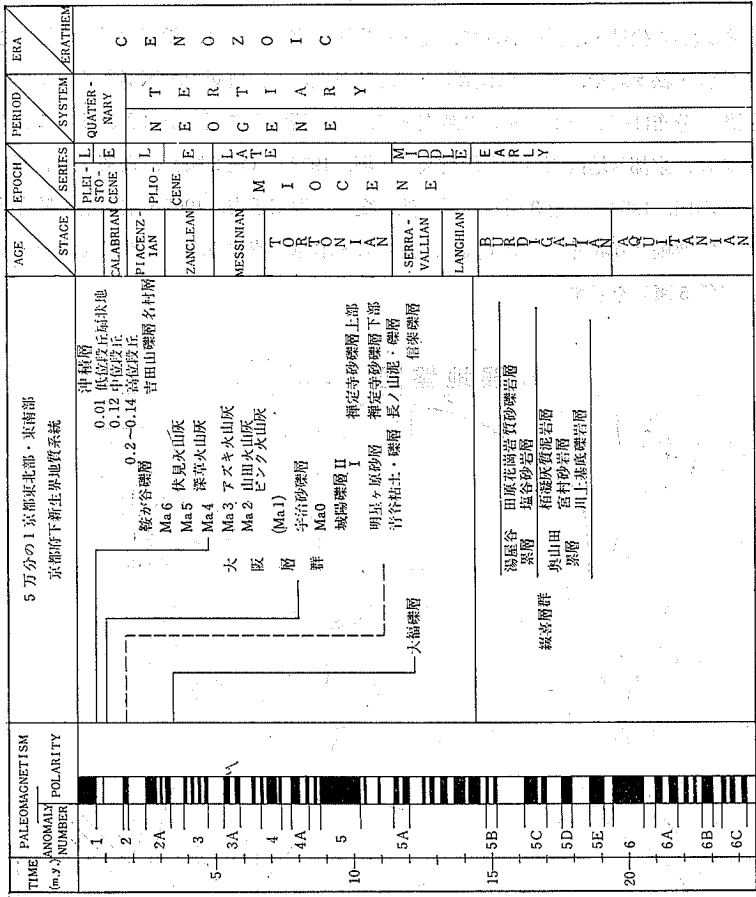 TIME
(m.y.)
PALEOMAGNETISM
ANOMALY
NUMBER
POLARITY
5万分の1京都東北部・東南部
京都府下新生界地質系統
AGE
STAGE
EPOCH
SERIES
PERIOD
SYSTEM
ERA
ERATHEM
1
2
2A
3
3A
4
4A
5
5A
5B
5C
5D
5E
6
6A
6B
6C
5
10
15
20
沖積層
0.01 低位段丘扇状地
0.12 中位段丘
0.2~0.14 高位段丘
吉田山礫層 名村層
鞍が谷礫層
Ma6 伏見火山灰
Ma5 深草火山灰
Ma4
大 Ma3 アズキ火山灰
阪 Ma2 山田火山灰
ピンク火山灰
層 (Ma1)
宇治砂礫層
群 Ma0
城陽礫層 II
I 禅定寺砂礫層上部
明星ヶ原砂層 禅定寺砂礫層下部
青谷粘土・礫層 長ノ山泥・礫層
大福礫層
信楽礫層
綴喜層群
湯屋谷
累層
田原花崗岩質砂礫岩層
塩谷砂岩層
奥山田
累層
栢凝灰質泥岩層
宮村砂岩層
川上基底礫岩層
CALABRIAN
PIACENZ-
IAN
ZANCLEAN
MESSINIAN
TORTONIAN
SERRA-
VALLIAN
LANGHIAN
BURDIGALIAN
AQUITANIAN
PLEI-
STO-
CENE
L
E
PLIO-
CENE
L
E
MIOCENE
LATE
MIDDLE
EARLY
QUATER-
NARY
NEOGENE
TERTIARY
CENOZOIC